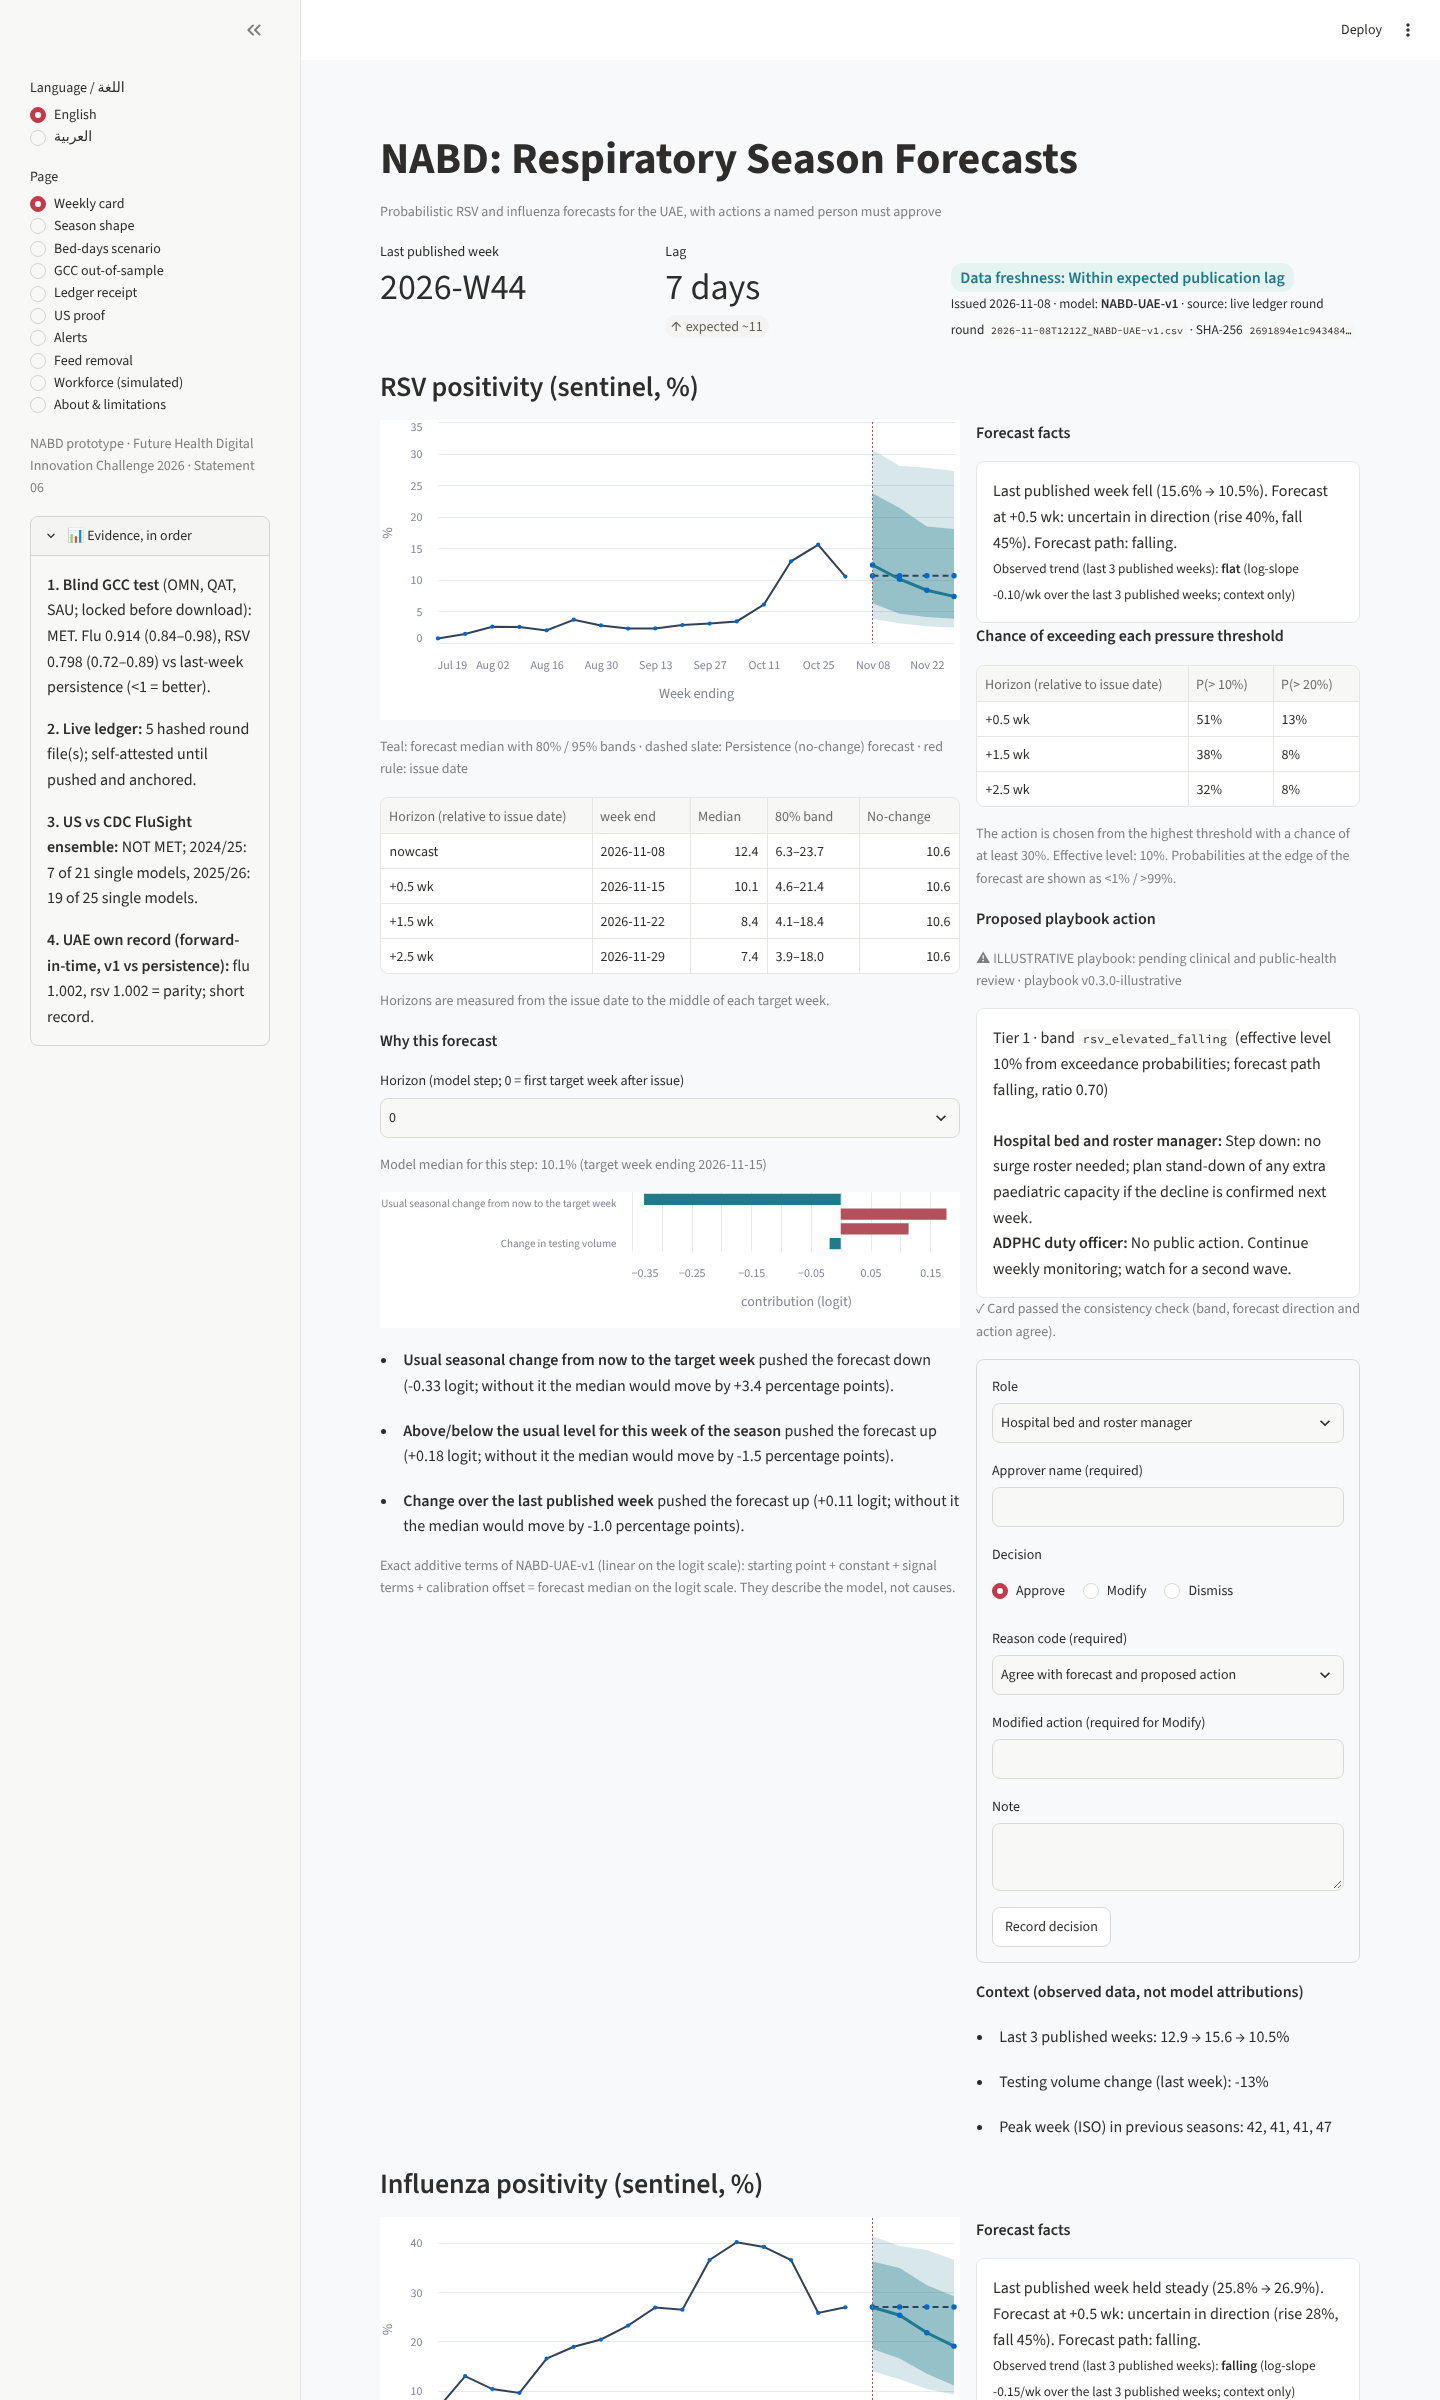 Deploy
Language / اللغة
English
العربية
Page
Weekly card
Season shape
Bed-days scenario
GCC out-of-sample
Ledger receipt
US proof
Alerts
Feed removal
Workforce (simulated)
About & limitations
NABD prototype · Future Health Digital
Innovation Challenge 2026 · Statement
06
📊 Evidence, in order
1. Blind GCC test (OMN, QAT,
SAU; locked before download):
MET. Flu 0.914 (0.84–0.98), RSV
0.798 (0.72–0.89) vs last-week
persistence (<1 = better).
2. Live ledger: 5 hashed round
file(s); self-attested until
pushed and anchored.
3. US vs CDC FluSight
ensemble: NOT MET; 2024/25:
7 of 21 single models, 2025/26:
19 of 25 single models.
4. UAE own record (forward-
in-time, v1 vs persistence): flu
1.002, rsv 1.002 = parity; short
record.
NABD: Respiratory Season Forecasts
Probabilistic RSV and influenza forecasts for the UAE, with actions a named person must approve
Last published week
2026-W44
Lag
7 days
↑ expected ~11
Data freshness: Within expected publication lag
Issued 2026-11-08 · model: NABD-UAE-v1 · source: live ledger round
round 2026-11-08T1212Z_NABD-UAE-v1.csv · SHA-256 2691894e1c943484…
RSV positivity (sentinel, %)
35
30
25
20
15
10
5
0
%
Jul 19 Aug 02 Aug 16 Aug 30 Sep 13 Sep 27 Oct 11 Oct 25 Nov 08 Nov 22
Week ending
Teal: forecast median with 80% / 95% bands · dashed slate: Persistence (no-change) forecast · red
rule: issue date
Horizon (relative to issue date) week end Median 80% band No-change
nowcast 2026-11-08 12.4 6.3–23.7 10.6
+0.5 wk 2026-11-15 10.1 4.6–21.4 10.6
+1.5 wk 2026-11-22 8.4 4.1–18.4 10.6
+2.5 wk 2026-11-29 7.4 3.9–18.0 10.6
Horizons are measured from the issue date to the middle of each target week.
Why this forecast
Horizon (model step; 0 = first target week after issue)
0
Model median for this step: 10.1% (target week ending 2026-11-15)
Usual seasonal change from now to the target week
Change in testing volume
−0.35 −0.25 −0.15 −0.05 0.05 0.15
contribution (logit)
• Usual seasonal change from now to the target week pushed the forecast down
(-0.33 logit; without it the median would move by +3.4 percentage points).
• Above/below the usual level for this week of the season pushed the forecast up
(+0.18 logit; without it the median would move by -1.5 percentage points).
• Change over the last published week pushed the forecast up (+0.11 logit; without it
the median would move by -1.0 percentage points).
Exact additive terms of NABD-UAE-v1 (linear on the logit scale): starting point + constant + signal
terms + calibration offset = forecast median on the logit scale. They describe the model, not causes.
Forecast facts
Last published week fell (15.6% → 10.5%). Forecast
at +0.5 wk: uncertain in direction (rise 40%, fall
45%). Forecast path: falling.
Observed trend (last 3 published weeks): flat (log-slope
-0.10/wk over the last 3 published weeks; context only)
Chance of exceeding each pressure threshold
Horizon (relative to issue date) P(> 10%) P(> 20%)
+0.5 wk 51% 13%
+1.5 wk 38% 8%
+2.5 wk 32% 8%
The action is chosen from the highest threshold with a chance of
at least 30%. Effective level: 10%. Probabilities at the edge of the
forecast are shown as <1% / >99%.
Proposed playbook action
⚠ ILLUSTRATIVE playbook: pending clinical and public-health
review · playbook v0.3.0-illustrative
Tier 1 · band rsv_elevated_falling (effective level
10% from exceedance probabilities; forecast path
falling, ratio 0.70)
Hospital bed and roster manager: Step down: no
surge roster needed; plan stand-down of any extra
paediatric capacity if the decline is confirmed next
week.
ADPHC duty officer: No public action. Continue
weekly monitoring; watch for a second wave.
✓ Card passed the consistency check (band, forecast direction and
action agree).
Role
Hospital bed and roster manager
Approver name (required)
Decision
Approve Modify Dismiss
Reason code (required)
Agree with forecast and proposed action
Modified action (required for Modify)
Note
Record decision
Context (observed data, not model attributions)
• Last 3 published weeks: 12.9 → 15.6 → 10.5%
• Testing volume change (last week): -13%
• Peak week (ISO) in previous seasons: 42, 41, 41, 47
Influenza positivity (sentinel, %)
40
30
20
10
%
Forecast facts
Last published week held steady (25.8% → 26.9%).
Forecast at +0.5 wk: uncertain in direction (rise 28%,
fall 45%). Forecast path: falling.
Observed trend (last 3 published weeks): falling (log-slope
-0.15/wk over the last 3 published weeks; context only)